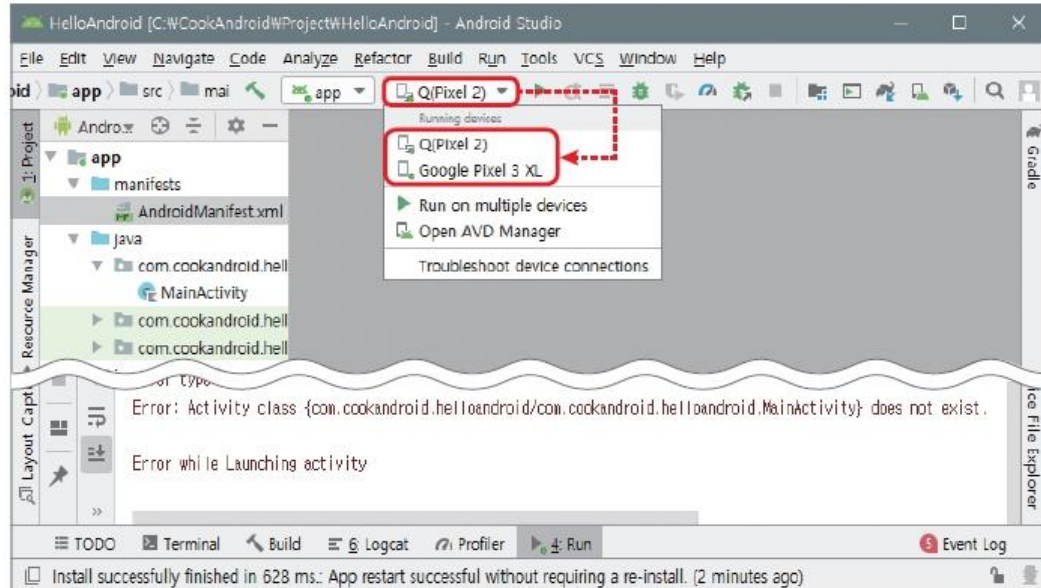 HelloAndroid [C:₩CookAndroid₩Project₩HelloAndroid] - Android Studio
File Edit View Navigate Code Analyze Refactor Build Run Tools VCS Window Help
oid app src mai app Q(Pixel 2)
1: Project
Resource Manager
Layout Capt
Andro
app
manifests
AndroidManifest.xml
java
com.cookandroid.hell
MainActivity
com.cookandroid.hell
com.cookandroid.hell
Running devices
Q(Pixel 2)
Google Pixel 3 XL
Run on multiple devices
Open AVD Manager
Troubleshoot device connections
Gradle
ice File Explorer
Error: Activity class {com.cookandroid.helloandroid/com.cookandroid.helloandroid.MainActivity} does not exist.
Error while Launching activity
TODO Terminal Build 6: Logcat Profiler 4: Run 5 Event Log
Install successfully finished in 628 ms.: App restart successful without requiring a re-install. (2 minutes ago)